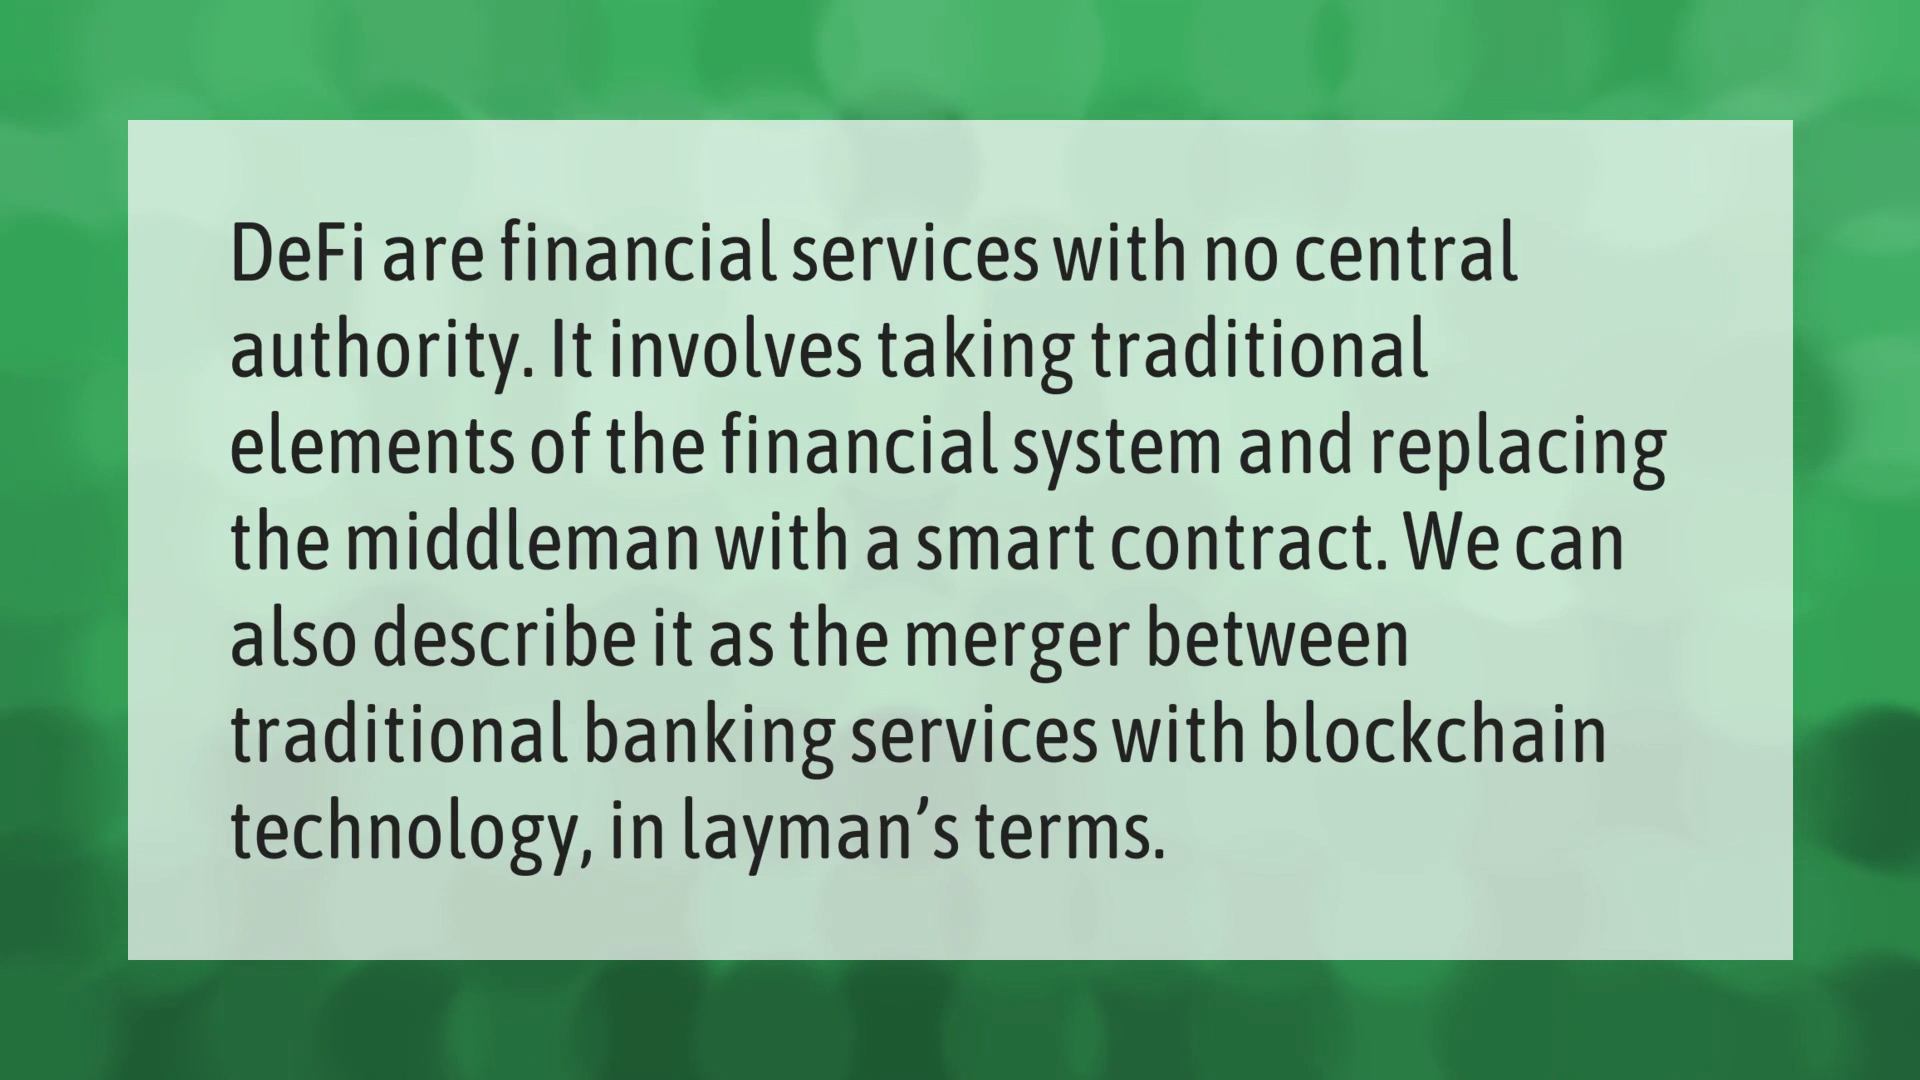 DeFi are financial services with no central
authority. It involves taking traditional
elements of the financial system and replacing
the middleman with a smart contract. We can
also describe it as the merger between
traditional banking services with blockchain
technology, in layman’s terms.